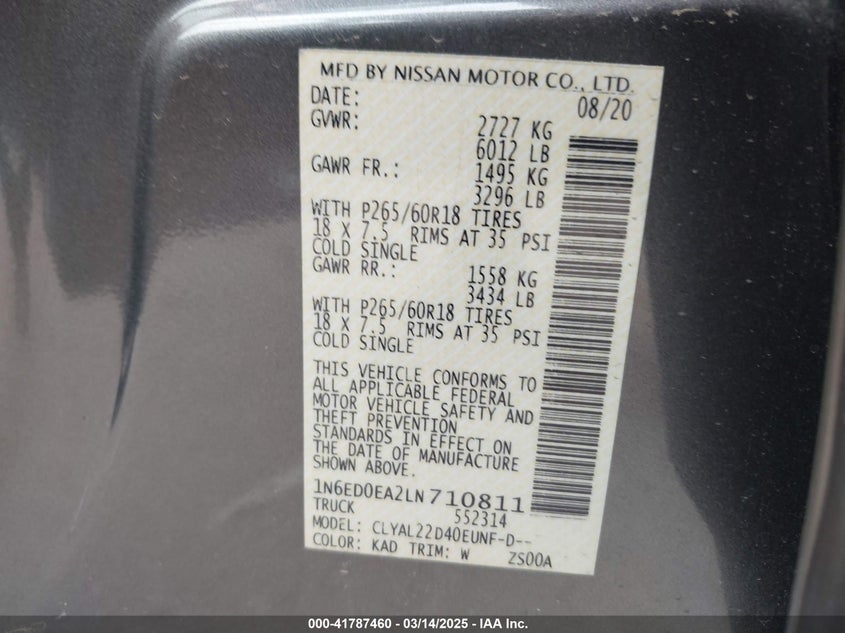 MFD BY NISSAN MOTOR CO., LTD.
DATE: 08/20
GVWR: 2727 KG
6012 LB
GAWR FR.: 1495 KG
3296 LB
WITH P265/60R18 TIRES
18 X 7.5 RIMS AT 35 PSI
COLD SINGLE
GAWR RR.: 1558 KG
3434 LB
WITH P265/60R18 TIRES
18 X 7.5 RIMS AT 35 PSI
COLD SINGLE
THIS VEHICLE CONFORMS TO
ALL APPLICABLE FEDERAL
MOTOR VEHICLE SAFETY AND
THEFT PREVENTION
STANDARDS IN EFFECT ON
THE DATE OF MANUFACTURE
SHOWN ABOVE.
1N6ED0EA2LN710811
TRUCK 552314
MODEL: CLYAL22D40EUNF-D--
COLOR: KAD TRIM: W ZS00A
000-41787460 - 03/14/2025 - IAA Inc.